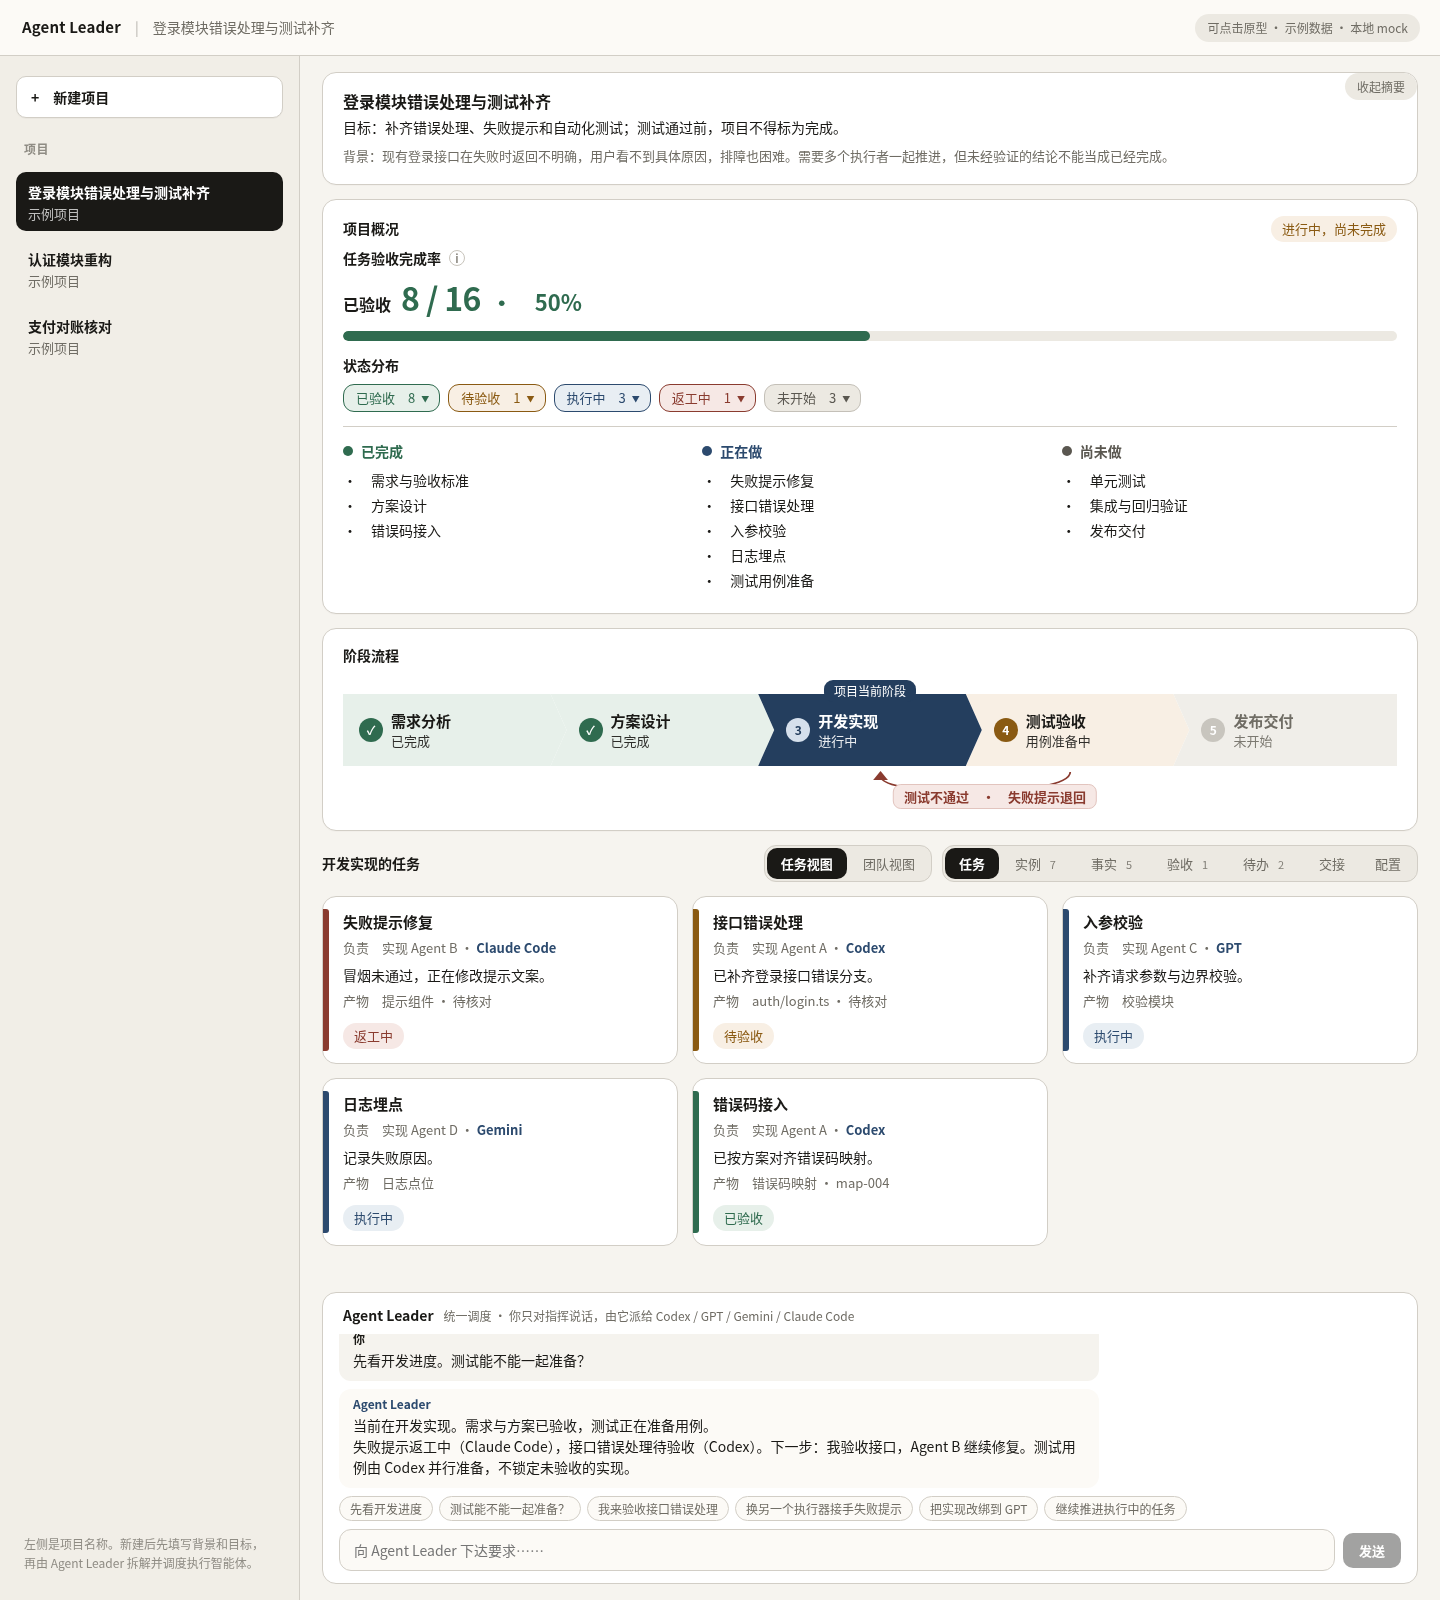 Agent Leader | 登录模块错误处理与测试补齐
可点击原型 · 示例数据 · 本地 mock
+ 新建项目
项目
登录模块错误处理与测试补齐
示例项目
认证模块重构
示例项目
支付对账核对
示例项目
左侧是项目名称。新建后先填写背景和目标，
再由 Agent Leader 拆解并调度执行智能体。
收起摘要
登录模块错误处理与测试补齐
目标：补齐错误处理、失败提示和自动化测试；测试通过前，项目不得标为完成。
背景：现有登录接口在失败时返回不明确，用户看不到具体原因，排障也困难。需要多个执行者一起推进，但未经验证的结论不能当成已经完成。
项目概况
进行中，尚未完成
任务验收完成率 i
已验收 8 / 16 · 50%
状态分布
已验收 8 ▾
待验收 1 ▾
执行中 3 ▾
返工中 1 ▾
未开始 3 ▾
已完成
· 需求与验收标准
· 方案设计
· 错误码接入
正在做
· 失败提示修复
· 接口错误处理
· 入参校验
· 日志埋点
· 测试用例准备
尚未做
· 单元测试
· 集成与回归验证
· 发布交付
阶段流程
项目当前阶段
✓ 需求分析
已完成
✓ 方案设计
已完成
3 开发实现
进行中
4 测试验收
用例准备中
5 发布交付
未开始
测试不通过 · 失败提示退回
开发实现的任务
任务视图 团队视图
任务 实例 7 事实 5 验收 1 待办 2 交接 配置
失败提示修复
负责 实现 Agent B · Claude Code
冒烟未通过，正在修改提示文案。
产物 提示组件 · 待核对
返工中
接口错误处理
负责 实现 Agent A · Codex
已补齐登录接口错误分支。
产物 auth/login.ts · 待核对
待验收
入参校验
负责 实现 Agent C · GPT
补齐请求参数与边界校验。
产物 校验模块
执行中
日志埋点
负责 实现 Agent D · Gemini
记录失败原因。
产物 日志点位
执行中
错误码接入
负责 实现 Agent A · Codex
已按方案对齐错误码映射。
产物 错误码映射 · map-004
已验收
Agent Leader 统一调度 · 你只对指挥说话，由它派给 Codex / GPT / Gemini / Claude Code
你
先看开发进度。测试能不能一起准备？
Agent Leader
当前在开发实现。需求与方案已验收，测试正在准备用例。
失败提示返工中（Claude Code），接口错误处理待验收（Codex）。下一步：我验收接口，Agent B 继续修复。测试用
例由 Codex 并行准备，不锁定未验收的实现。
先看开发进度
测试能不能一起准备？
我来验收接口错误处理
换另一个执行器接手失败提示
把实现改绑到 GPT
继续推进执行中的任务
向 Agent Leader 下达要求……
发送